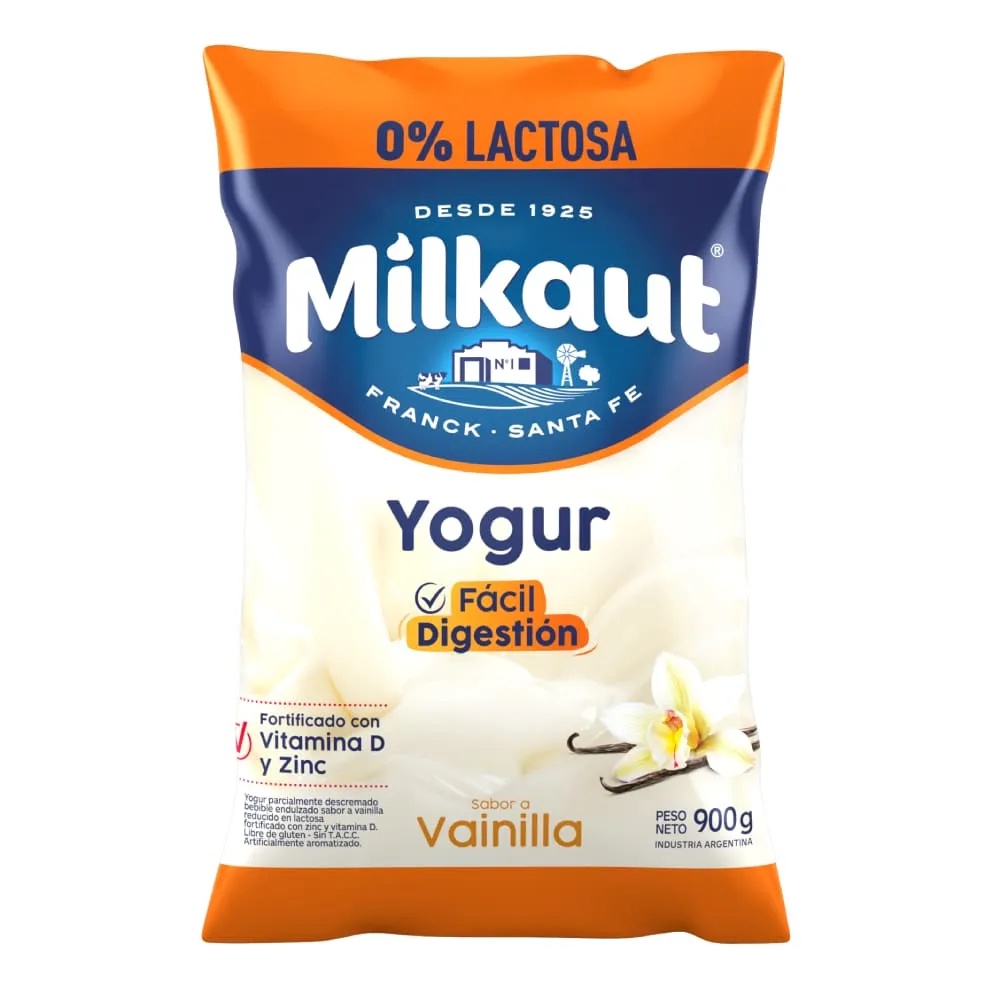 0% LACTOSA
DESDE 1925
Milkaut®
Nº1
FRANCK · SANTA FE
Yogur
Fácil
Digestión
Fortificado con
Vitamina D
y Zinc
Yogur parcialmente descremado
bebible endulzado sabor a vainilla
reducido en lactosa
fortificado con zinc y vitamina D.
Libre de gluten - Sin T.A.C.C.
Artificialmente aromatizado.
Sabor a
Vainilla
PESO
NETO 900g
INDUSTRIA ARGENTINA